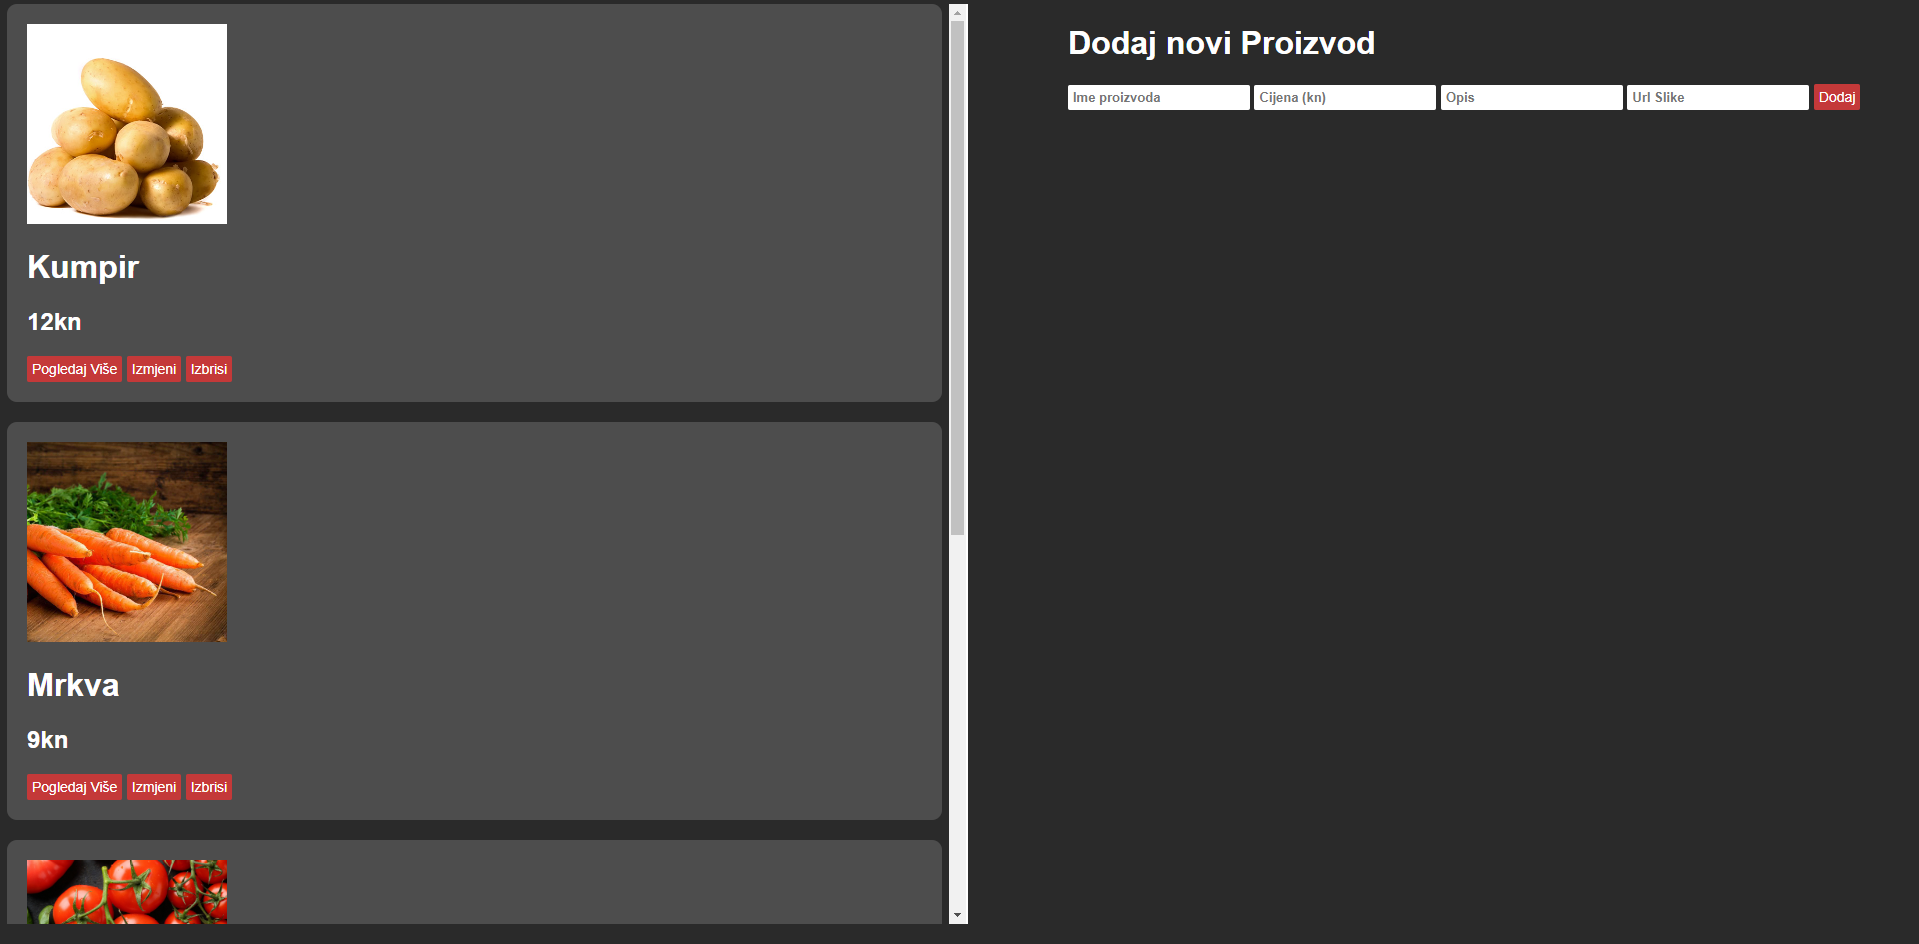 Kumpir
12kn
Pogledaj Više Izmjeni Izbrisi
Mrkva
9kn
Pogledaj Više Izmjeni Izbrisi
Dodaj novi Proizvod
Ime proizvoda Cijena (kn) Opis Url Slike Dodaj